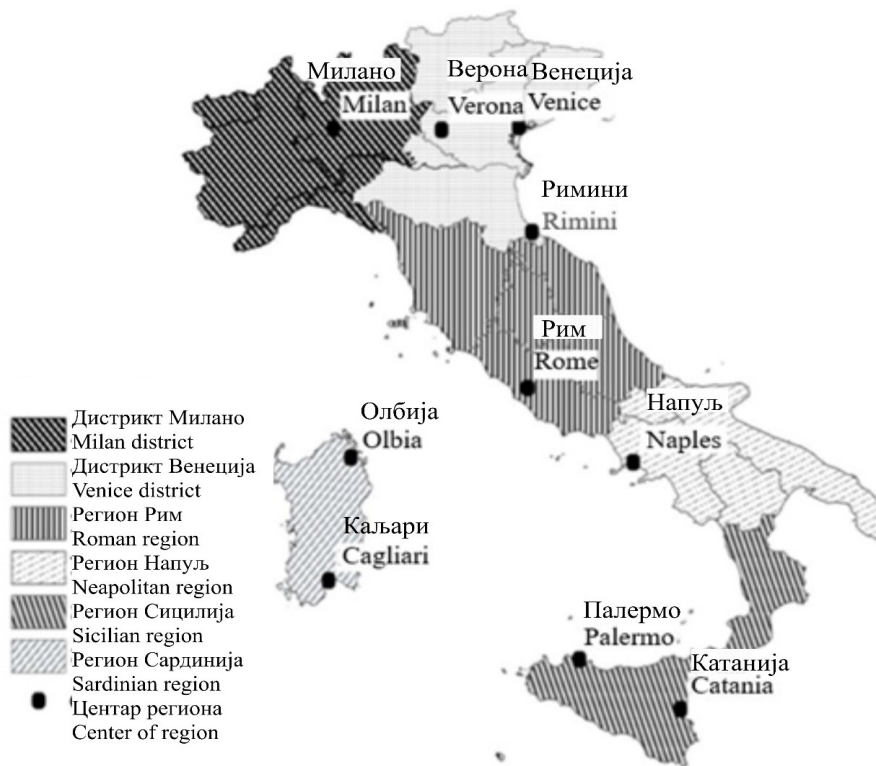 Милано
Milan
Верона
Verona
Венеција
Venice
Римини
Rimini
Рим
Rome
Напуљ
Naples
Олбија
Olbia
Каљари
Cagliari
Палермо
Palermo
Катанија
Catania
Дистрикт Милано
Milan district
Дистрикт Венеција
Venice district
Регион Рим
Roman region
Регион Напуљ
Neapolitan region
Регион Сицилија
Sicilian region
Регион Сардинија
Sardinian region
Центар региона
Center of region